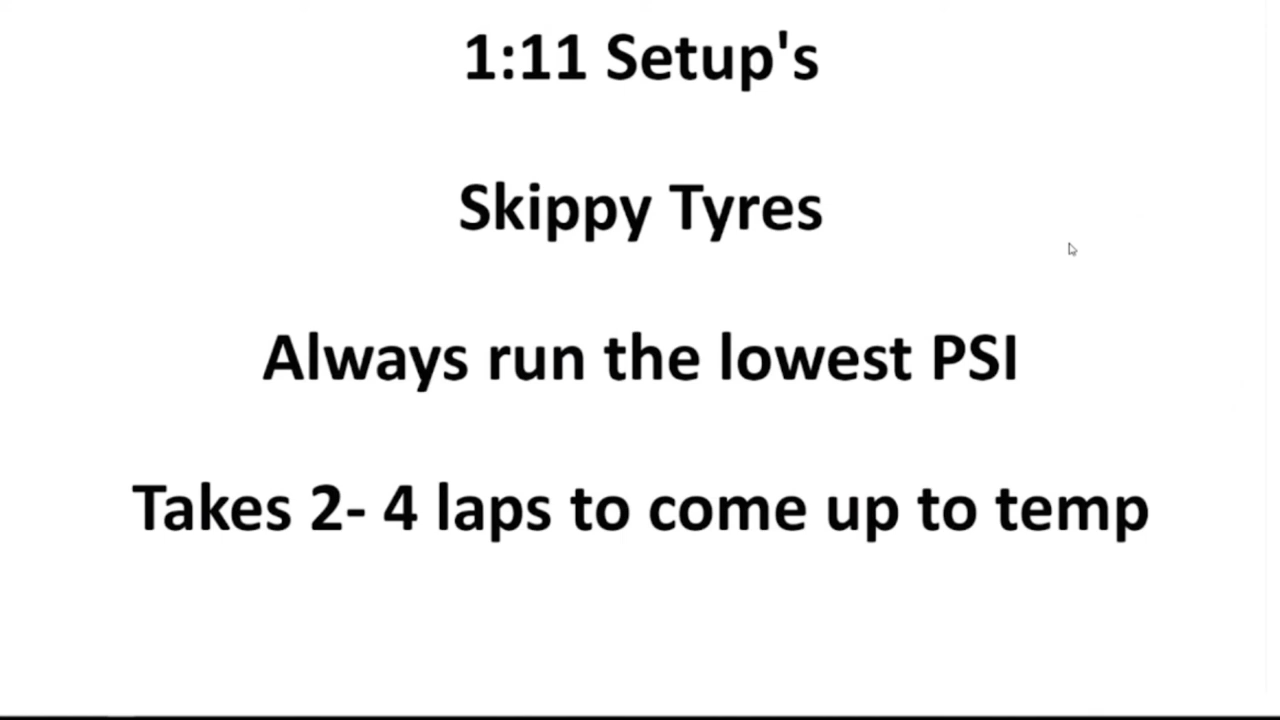 1:11 Setup's
Skippy Tyres
Always run the lowest PSI
Takes 2- 4 laps to come up to temp